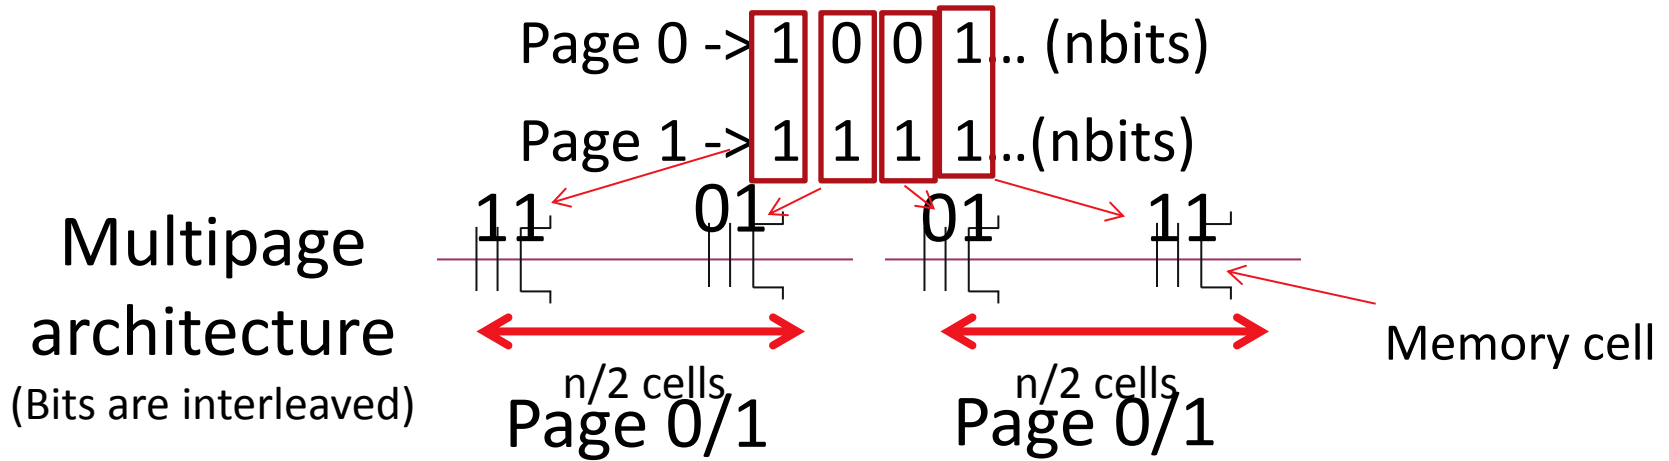 Page 0 -> 1 0 0 1... (nbits)
Page 1 -> 1 1 1 1...(nbits)
11 01 01 11
Multipage
architecture
(Bits are interleaved)
Memory cell
n/2 cells n/2 cells
Page 0/1 Page 0/1